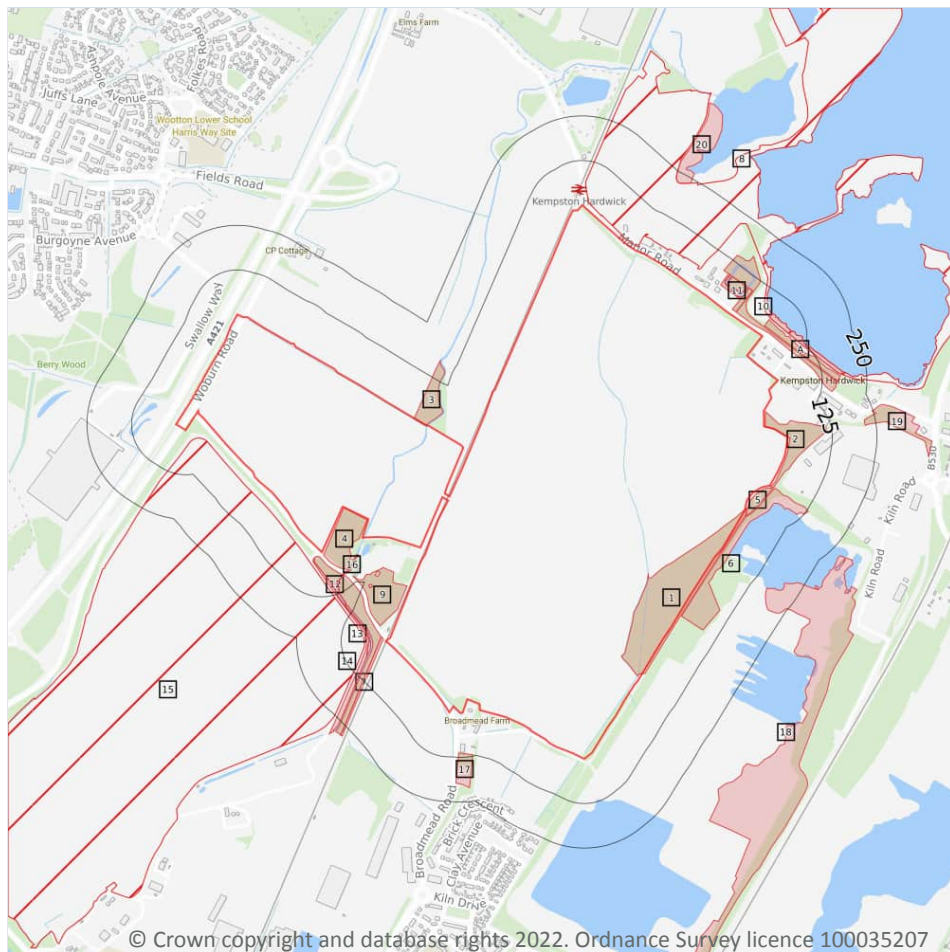 Elms Farm
Ashpole Avenue
Folkes Road
Juffs Lane
Wootton Lower School
Harris Way Site
Fields Road
20
8
Kempston Hardwick
Burgoyne Avenue
CP Cottage
Manor Road
Swallow Way
A421
Woburn Road
11
10
Berry Wood
A
250
Kempston Hardwick
125
3
19
2
B530
Kiln Road
5
4
16
6
Kiln Road
12
9
1
13
14
15
7
Broadmead Farm
18
17
Broadmead Road
Brick Crescent
Clay Avenue
Kiln Drive
© Crown copyright and database rights 2022. Ordnance Survey licence 100035207